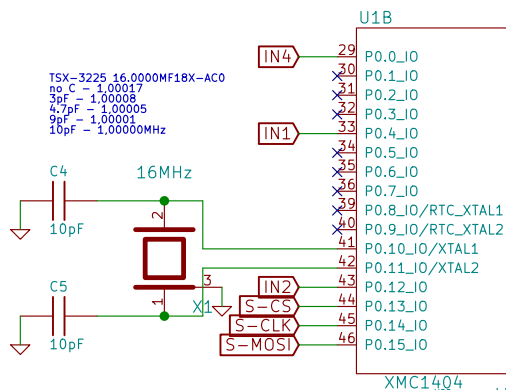 U1B
TSX-3225 16.0000MF18X-AC0
no C - 1,00017
3pF - 1,00008
4.7pF - 1,00005
9pF - 1,00001
10pF - 1,00000MHz
IN4
29
P0.0_IO
30
P0.1_IO
31
P0.2_IO
32
P0.3_IO
IN1
33
P0.4_IO
34
P0.5_IO
35
P0.6_IO
36
P0.7_IO
39
P0.8_IO/RTC_XTAL1
40
P0.9_IO/RTC_XTAL2
41
P0.10_IO/XTAL1
42
P0.11_IO/XTAL2
IN2
43
P0.12_IO
S-CS
44
P0.13_IO
S-CLK
45
P0.14_IO
S-MOSI
46
P0.15_IO
C4
10pF
16MHz
2
3
1
X1
C5
10pF
XMC1404